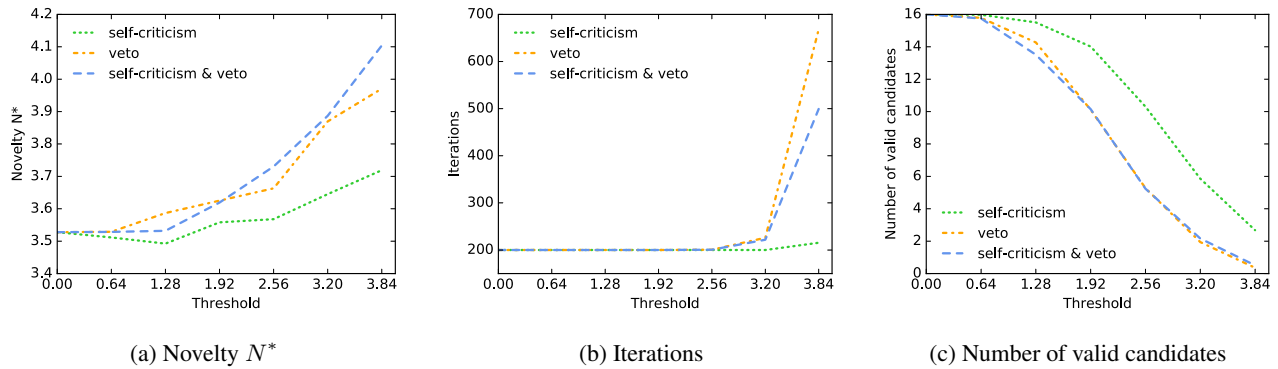 4.2
4.1
4.0
3.9
3.8
3.7
3.6
3.5
3.4
Novelty N*
self-criticism
veto
self-criticism & veto
0.00 0.64 1.28 1.92 2.56 3.20 3.84
Threshold
(a) Novelty N*
700
600
500
400
300
200
Iterations
self-criticism
veto
self-criticism & veto
0.00 0.64 1.28 1.92 2.56 3.20 3.84
Threshold
(b) Iterations
16
14
12
10
8
6
4
2
0
Number of valid candidates
self-criticism
veto
self-criticism & veto
0.00 0.64 1.28 1.92 2.56 3.20 3.84
Threshold
(c) Number of valid candidates